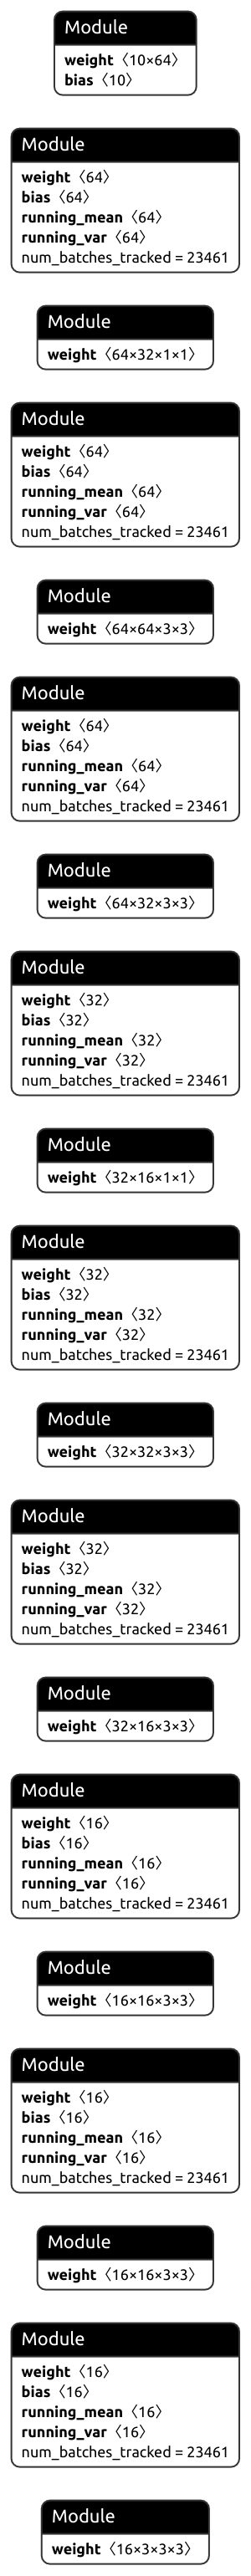 Module
weight〈10×64〉
bias〈10〉
Module
weight〈64〉
bias〈64〉
running_mean〈64〉
running_var〈64〉
num_batches_tracked = 23461
Module
weight〈64×32×1×1〉
Module
weight〈64〉
bias〈64〉
running_mean〈64〉
running_var〈64〉
num_batches_tracked = 23461
Module
weight〈64×64×3×3〉
Module
weight〈64〉
bias〈64〉
running_mean〈64〉
running_var〈64〉
num_batches_tracked = 23461
Module
weight〈64×32×3×3〉
Module
weight〈32〉
bias〈32〉
running_mean〈32〉
running_var〈32〉
num_batches_tracked = 23461
Module
weight〈32×16×1×1〉
Module
weight〈32〉
bias〈32〉
running_mean〈32〉
running_var〈32〉
num_batches_tracked = 23461
Module
weight〈32×32×3×3〉
Module
weight〈32〉
bias〈32〉
running_mean〈32〉
running_var〈32〉
num_batches_tracked = 23461
Module
weight〈32×16×3×3〉
Module
weight〈16〉
bias〈16〉
running_mean〈16〉
running_var〈16〉
num_batches_tracked = 23461
Module
weight〈16×16×3×3〉
Module
weight〈16〉
bias〈16〉
running_mean〈16〉
running_var〈16〉
num_batches_tracked = 23461
Module
weight〈16×16×3×3〉
Module
weight〈16〉
bias〈16〉
running_mean〈16〉
running_var〈16〉
num_batches_tracked = 23461
Module
weight〈16×3×3×3〉